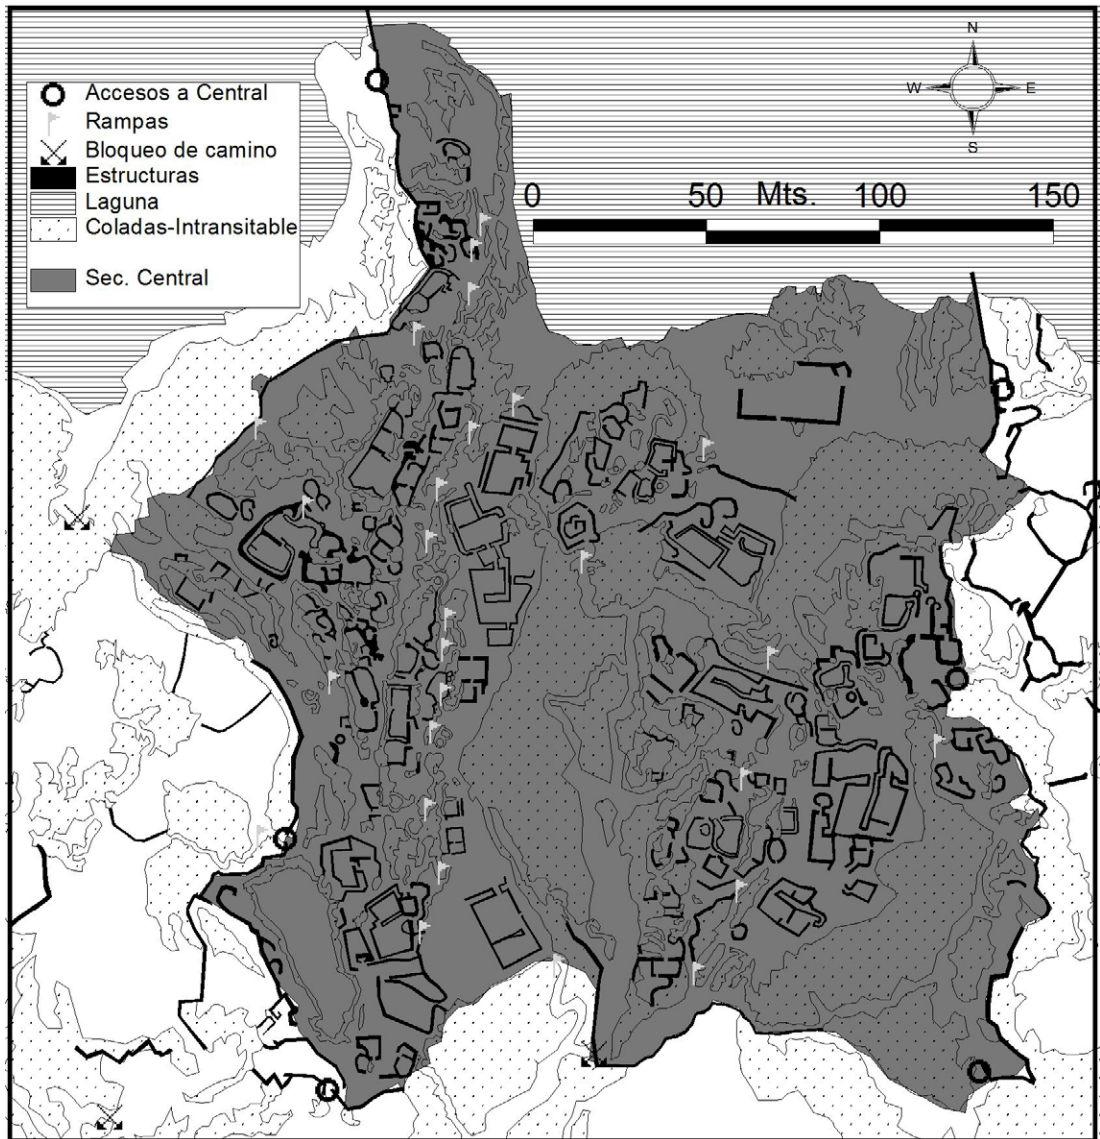 Accesos a Central
Rampas
Bloqueo de camino
Estructuras
Laguna
Coladas-Intransitable
Sec. Central
N
W E
S
0 50 Mts. 100 150